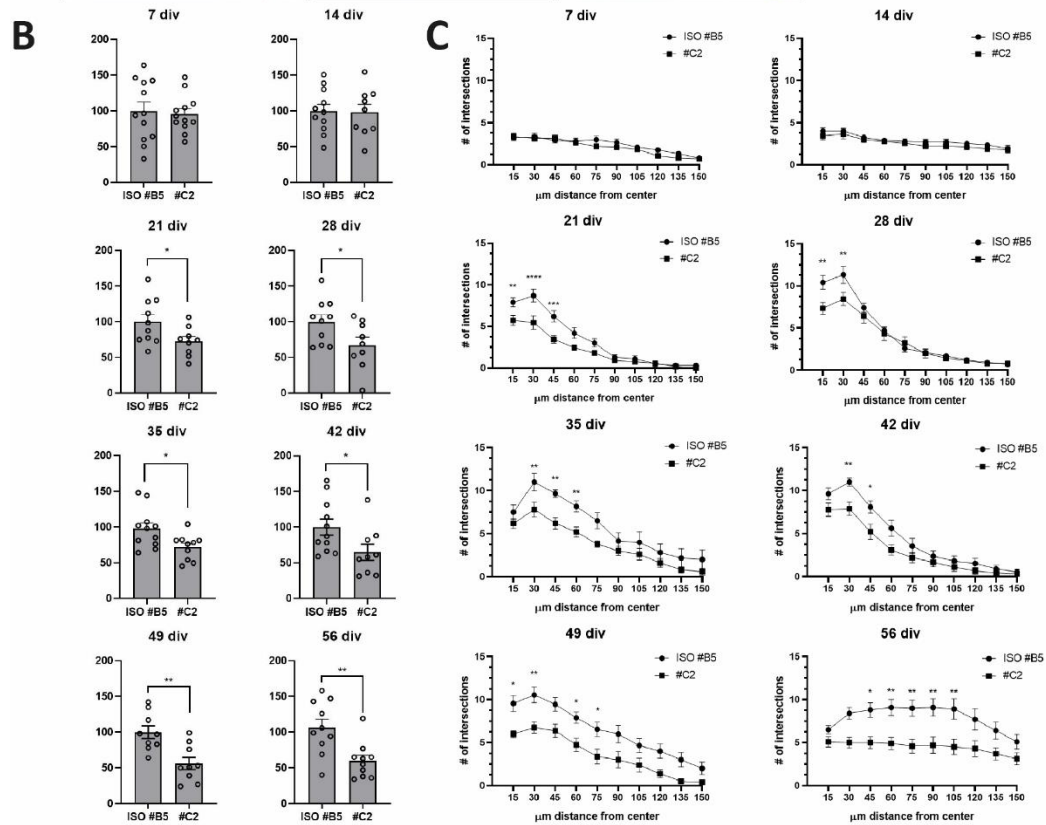 B
7 div
14 div
200
150
100
50
0
ISO #B5 #C2
200
150
100
50
0
ISO #B5 #C2
21 div
28 div
200
150
100
50
0
*
ISO #B5 #C2
200
150
100
50
0
*
ISO #B5 #C2
35 div
42 div
200
150
100
50
0
*
ISO #B5 #C2
200
150
100
50
0
*
ISO #B5 #C2
49 div
56 div
200
150
100
50
0
**
ISO #B5 #C2
200
150
100
50
0
**
ISO #B5 #C2
C
7 div
# of intersections
15
10
5
0
ISO #B5
#C2
15 30 45 60 75 90 105 120 135 150
μm distance from center
14 div
# of intersections
15
10
5
0
ISO #B5
#C2
15 30 45 60 75 90 105 120 135 150
μm distance from center
21 div
# of intersections
15
10
5
0
** **** ***
ISO #B5
#C2
15 30 45 60 75 90 105 120 135 150
μm distance from center
28 div
# of intersections
15
10
5
0
** **
ISO #B5
#C2
15 30 45 60 75 90 105 120 135 150
μm distance from center
35 div
# of intersections
15
10
5
0
** ** **
ISO #B5
#C2
15 30 45 60 75 90 105 120 135 150
μm distance from center
42 div
# of intersections
15
10
5
0
** *
ISO #B5
#C2
15 30 45 60 75 90 105 120 135 150
μm distance from center
49 div
# of intersections
15
10
5
0
* ** * *
ISO #B5
#C2
15 30 45 60 75 90 105 120 135 150
μm distance from center
56 div
# of intersections
15
10
5
0
* ** ** ** **
ISO #B5
#C2
15 30 45 60 75 90 105 120 135 150
μm distance from center